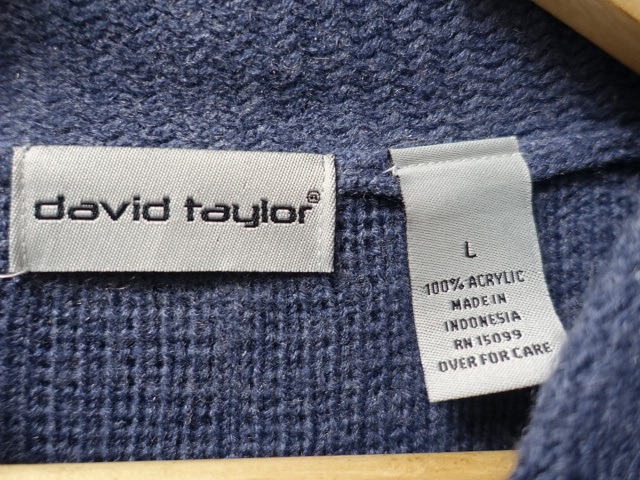 david taylor®
L
100% ACRYLIC
MADE IN
INDONESIA
RN 15099
OVER FOR CARE